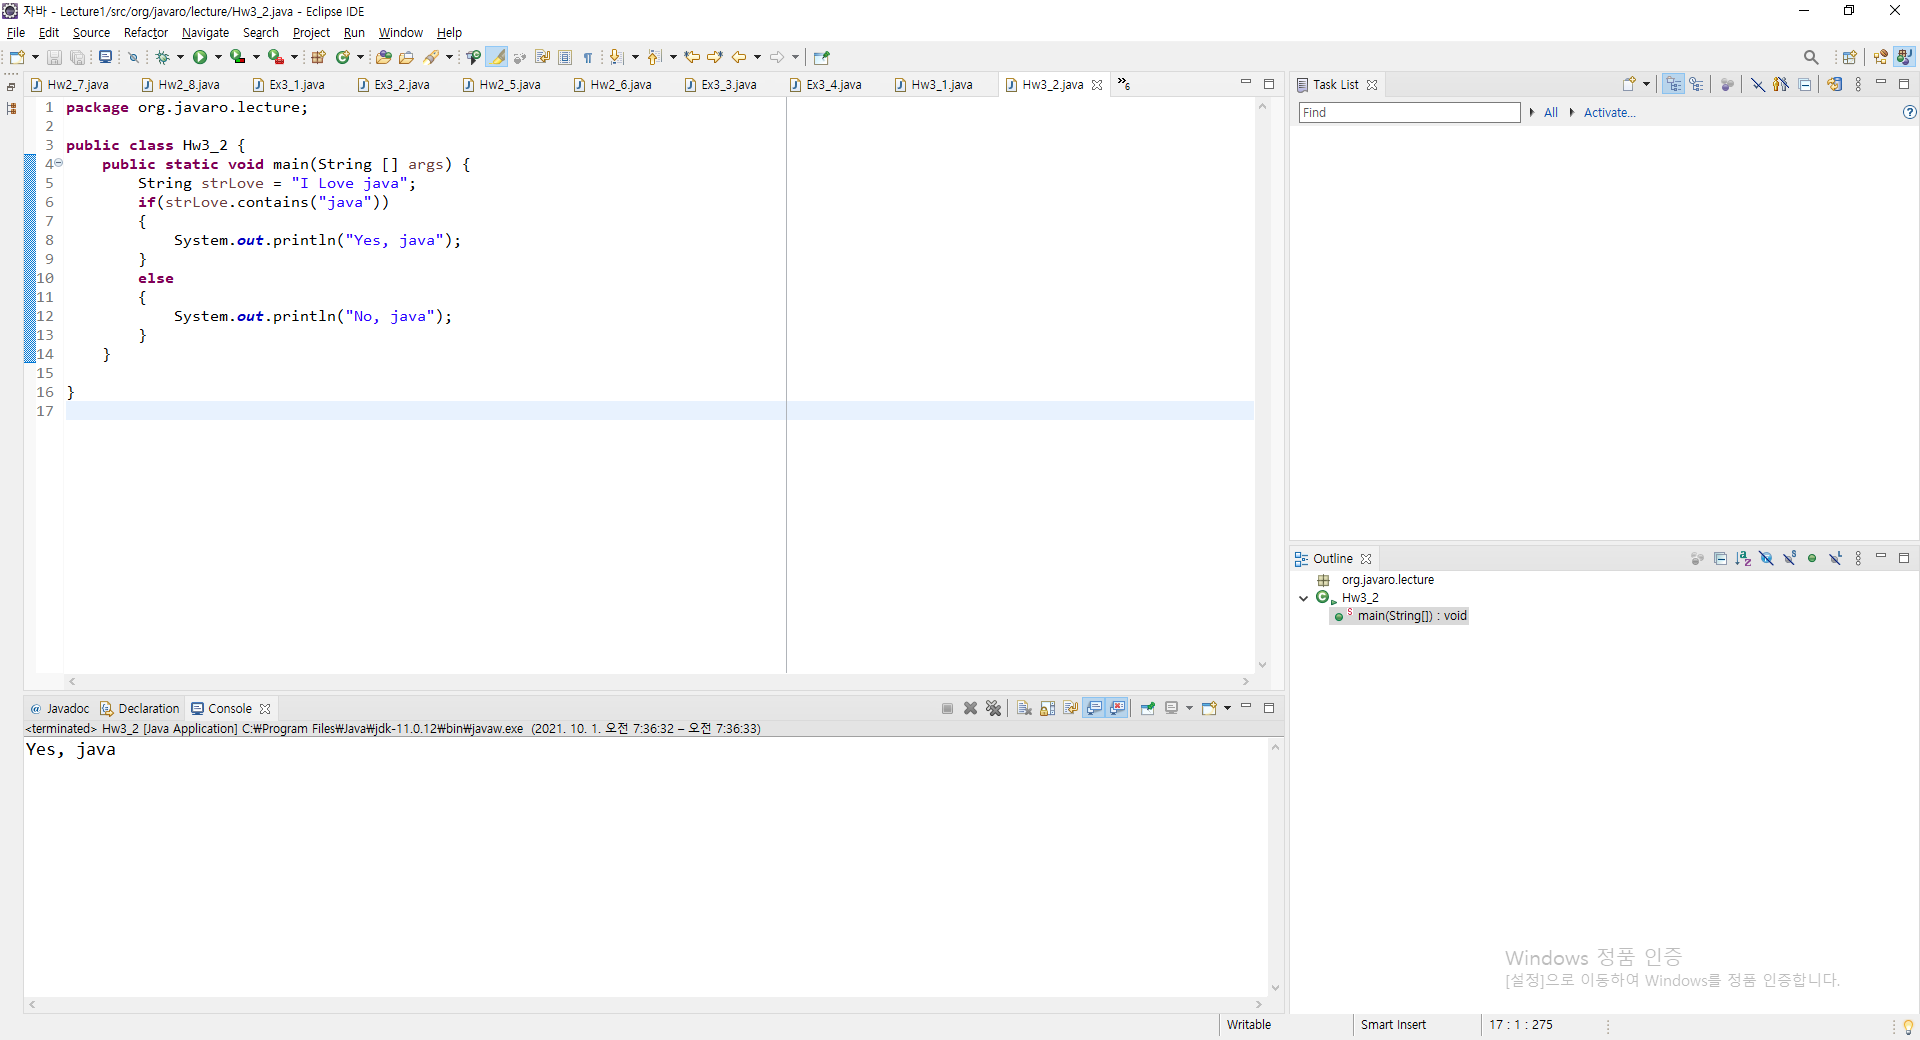 자바 - Lecture1/src/org/javaro/lecture/Hw3_2.java - Eclipse IDE
File Edit Source Refactor Navigate Search Project Run Window Help
Hw2_7.java Hw2_8.java Ex3_1.java Ex3_2.java Hw2_5.java Hw2_6.java Ex3_3.java Ex3_4.java Hw3_1.java Hw3_2.java »6
1 package org.javaro.lecture;
2
3 public class Hw3_2 {
4 public static void main(String [] args) {
5 String strLove = "I Love java";
6 if(strLove.contains("java"))
7 {
8 System.out.println("Yes, java");
9 }
10 else
11 {
12 System.out.println("No, java");
13 }
14 }
15
16 }
17
Task List
Find All Activate...
Outline
org.javaro.lecture
Hw3_2
main(String[]) : void
Javadoc Declaration Console
<terminated> Hw3_2 [Java Application] C:₩Program Files₩Java₩jdk-11.0.12₩bin₩javaw.exe (2021. 10. 1. 오전 7:36:32 – 오전 7:36:33)
Yes, java
Windows 정품 인증
[설정]으로 이동하여 Windows를 정품 인증합니다.
Writable Smart Insert 17 : 1 : 275